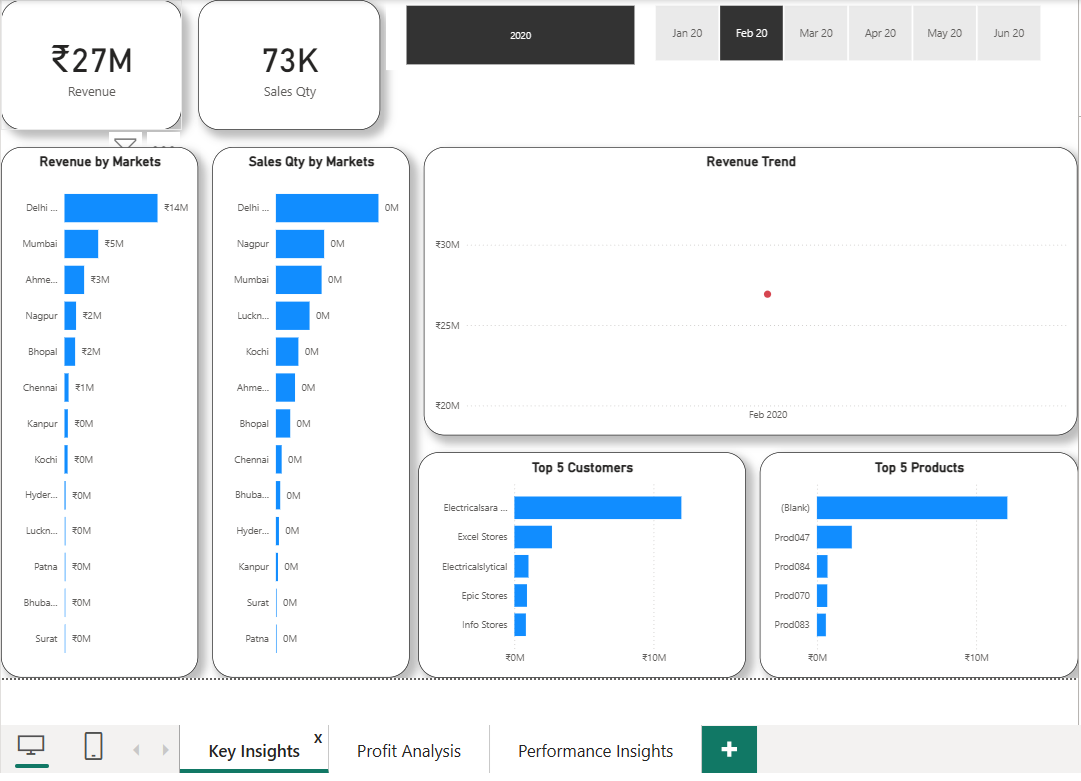 ₹27M
Revenue
73K
Sales Qty
2020
Jan 20
Feb 20
Mar 20
Apr 20
May 20
Jun 20
Revenue by Markets
Delhi ...
₹14M
Mumbai
₹5M
Ahme...
₹3M
Nagpur
₹2M
Bhopal
₹2M
Chennai
₹1M
Kanpur
₹0M
Kochi
₹0M
Hyder...
₹0M
Luckn...
₹0M
Patna
₹0M
Bhuba...
₹0M
Surat
₹0M
Sales Qty by Markets
Delhi ...
0M
Nagpur
0M
Mumbai
0M
Luckn...
0M
Kochi
0M
Ahme...
0M
Bhopal
0M
Chennai
0M
Bhuba...
0M
Hyder...
0M
Kanpur
0M
Surat
0M
Patna
0M
Revenue Trend
₹30M
₹25M
₹20M
Feb 2020
Top 5 Customers
Electricalsara ...
Excel Stores
Electricalslytical
Epic Stores
Info Stores
₹0M
₹10M
Top 5 Products
(Blank)
Prod047
Prod084
Prod070
Prod083
₹0M
₹10M
Key Insights
x
Profit Analysis
Performance Insights
+